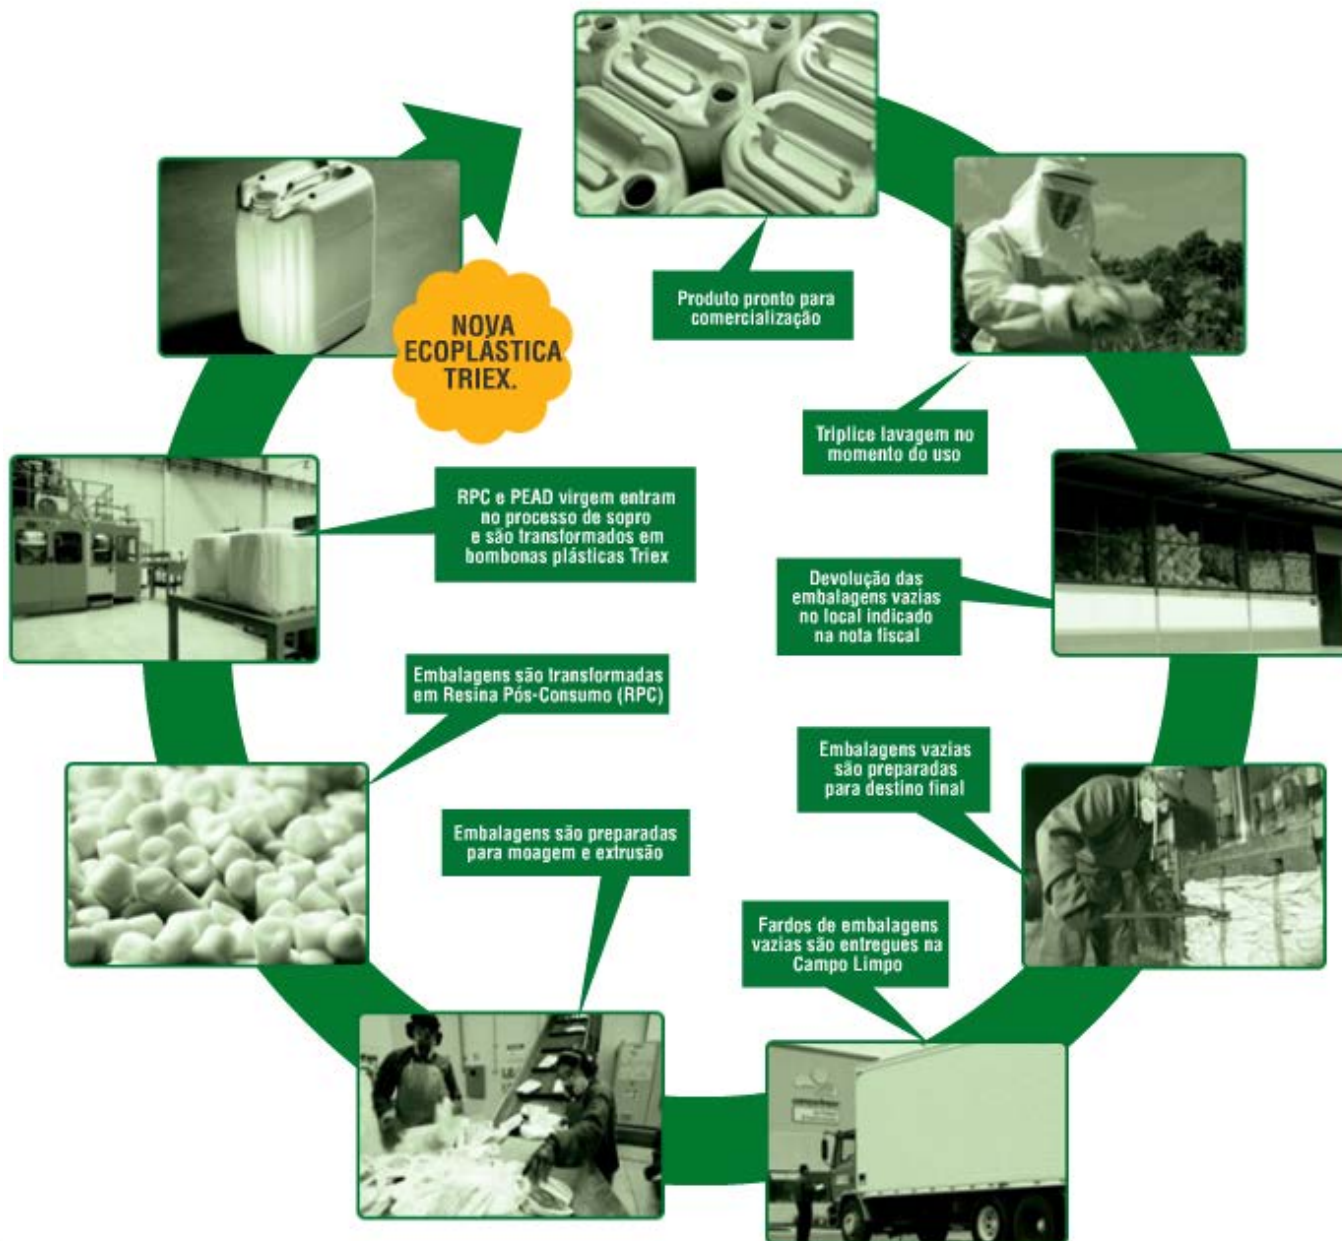 Produto pronto para
comercialização
Triplice lavagem no
momento do uso
Devolução das
embalagens vazias
no local indicado
na nota fiscal
Embalagens vazias
são preparadas
para destino final
Fardos de embalagens
vazias são entregues na
Campo Limpo
Embalagens são preparadas
para moagem e extrusão
Embalagens são transformadas
em Resina Pós-Consumo (RPC)
RPC e PEAD virgem entram
no processo de sopro
e são transformados em
bombonas plásticas Triex
NOVA
ECOPLÁSTICA
TRIEX.